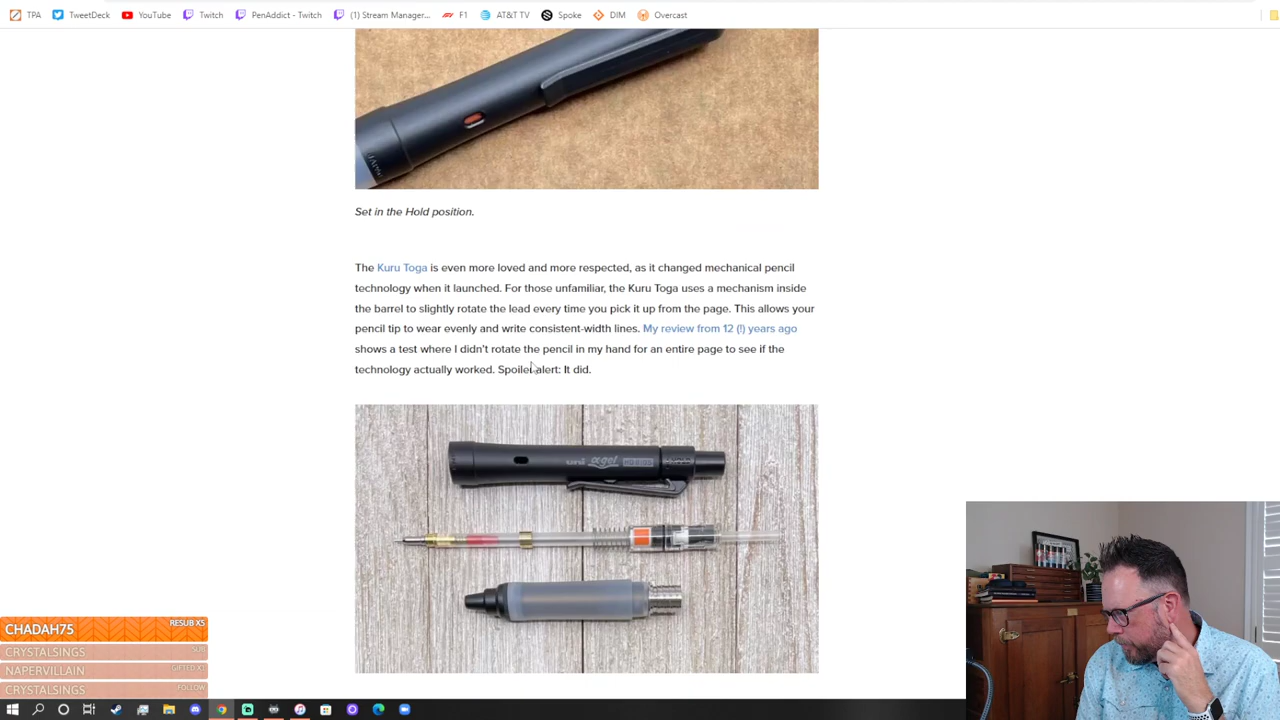 TPA TweetDeck YouTube Twitch PenAddict - Twitch (1) Stream Manager... F1 AT&T TV Spoke DIM Overcast
Set in the Hold position.
The Kuru Toga is even more loved and more respected, as it changed mechanical pencil
technology when it launched. For those unfamiliar, the Kuru Toga uses a mechanism inside
the barrel to slightly rotate the lead every time you pick it up from the page. This allows your
pencil tip to wear evenly and write consistent-width lines. My review from 12 (!) years ago
shows a test where I didn't rotate the pencil in my hand for an entire page to see if the
technology actually worked. Spoiler alert: It did.
uni αgel
CHADAH75 RESUB X5
CRYSTALSINGS SUB
NAPERVILLAIN GIFTED X1
CRYSTALSINGS FOLLOW